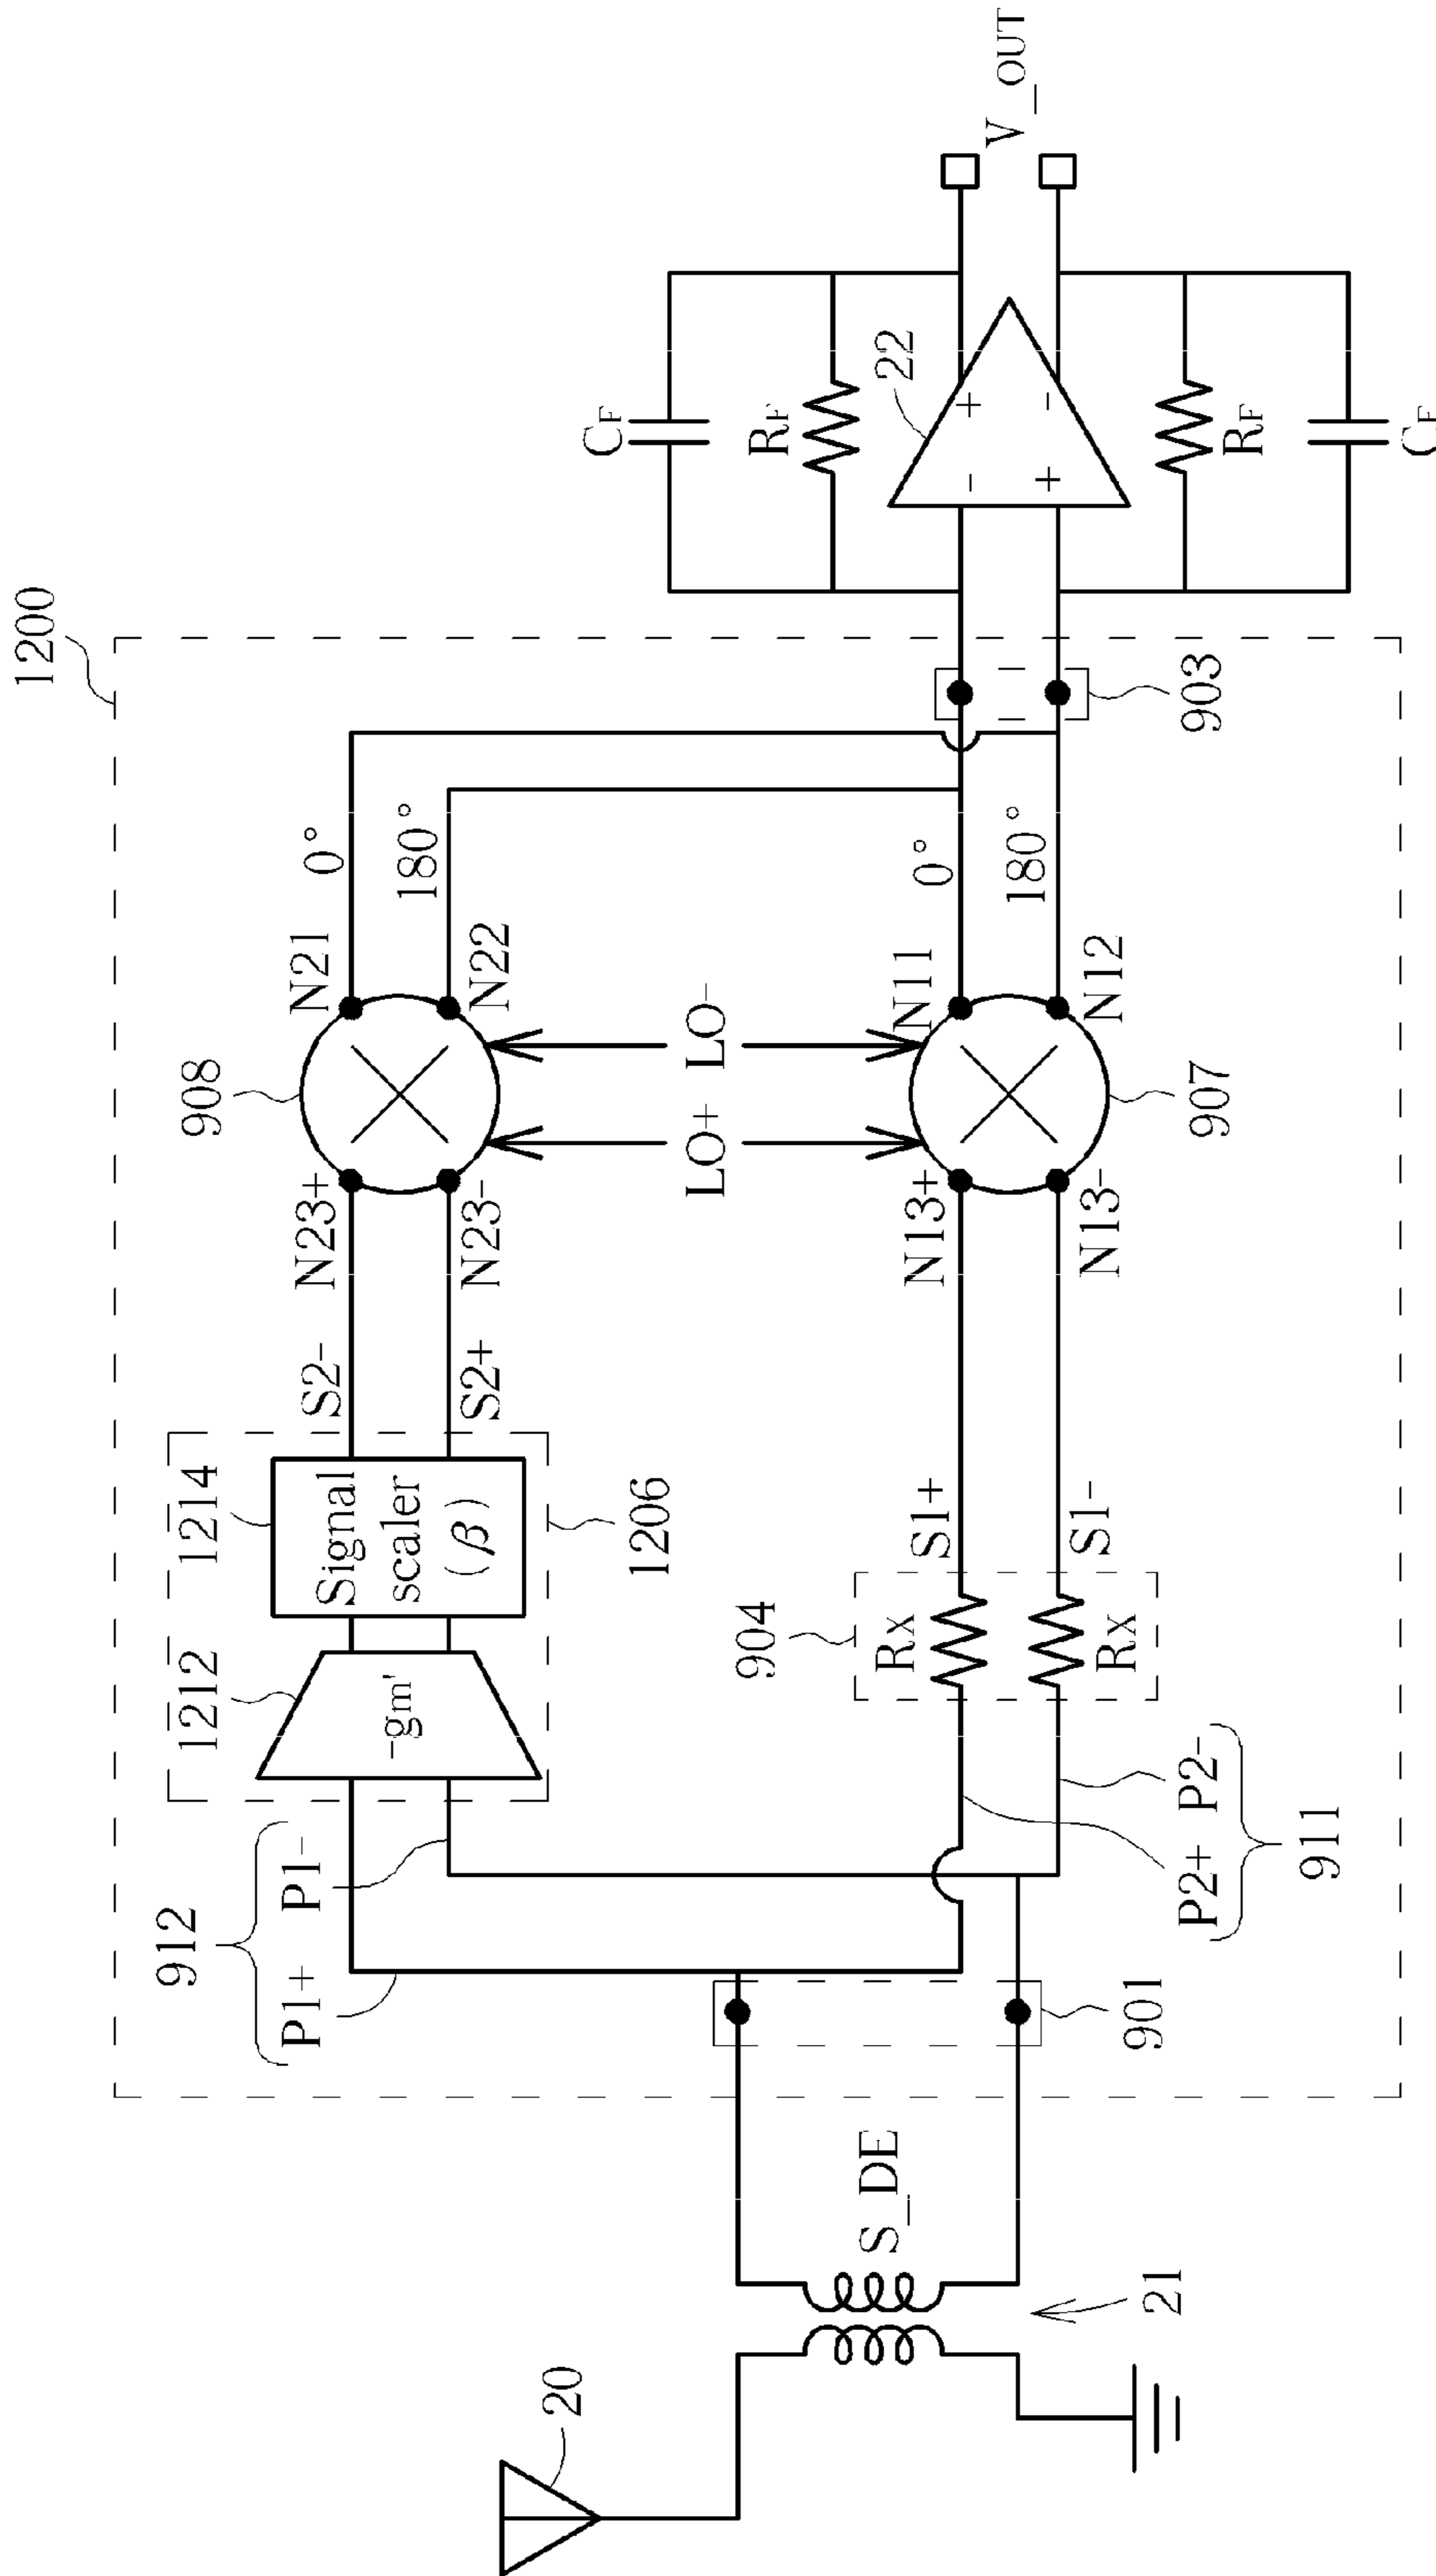 1200
912
P1+ P1-
1212
1214
-gm'
Signal
scaler
(β)
1206
S2-
S2+
N23+
N23-
908
N21
N22
0°
180°
LO+ LO-
20
21
S_DE
901
P2+ P2-
911
904
Rx
Rx
S1+
S1-
N13+
N13-
907
N11
N12
0°
180°
903
CF
RF
22
- +
+ -
RF
CF
V_OUT